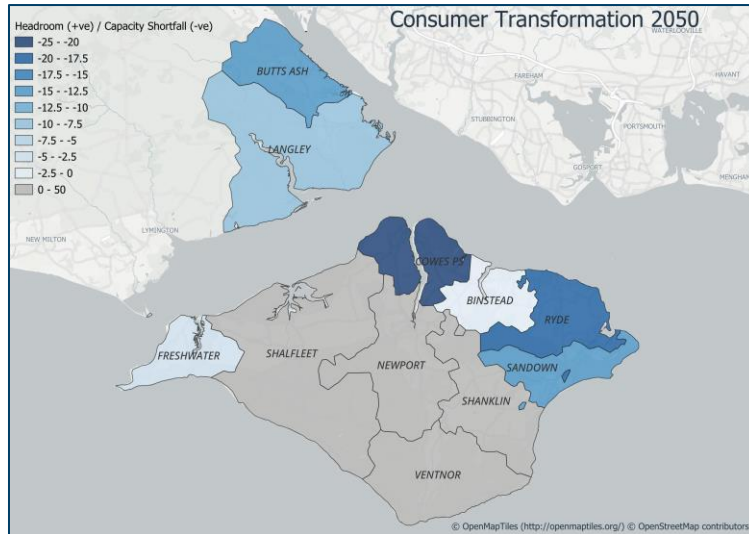 Consumer Transformation 2050
Headroom (+ve) / Capacity Shortfall (-ve)
-25 - -20
-20 - -17.5
-17.5 - -15
-15 - -12.5
-12.5 - -10
-10 - -7.5
-7.5 - -5
-5 - -2.5
-2.5 - 0
0 - 50
WATERLOOVILLE
HAVANT
FAREHAM
PORTSMOUTH
STUBBINGTON
GOSPORT
MENGHAM
BUTTS ASH
LANGLEY
LYMINGTON
NEW MILTON
COWES PS
BINSTEAD
RYDE
FRESHWATER
SHALFLEET
NEWPORT
SANDOWN
SHANKLIN
VENTNOR
© OpenMapTiles (http://openmaptiles.org/) © OpenStreetMap contributors